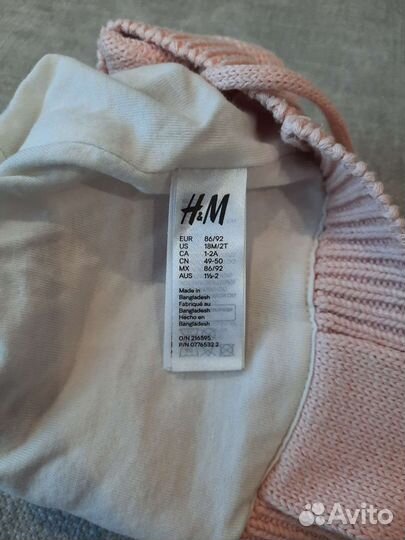 H&M
EUR 86/92
US 18M/2T
CA 1-2A
CN 49-50
MX 86/92
AUS 1½-2
Made in
Bangladesh
Fabriqué au
Bangladesh
Hecho en
Bangladesh
O/N 216595
P/N 0776532 2
Avito